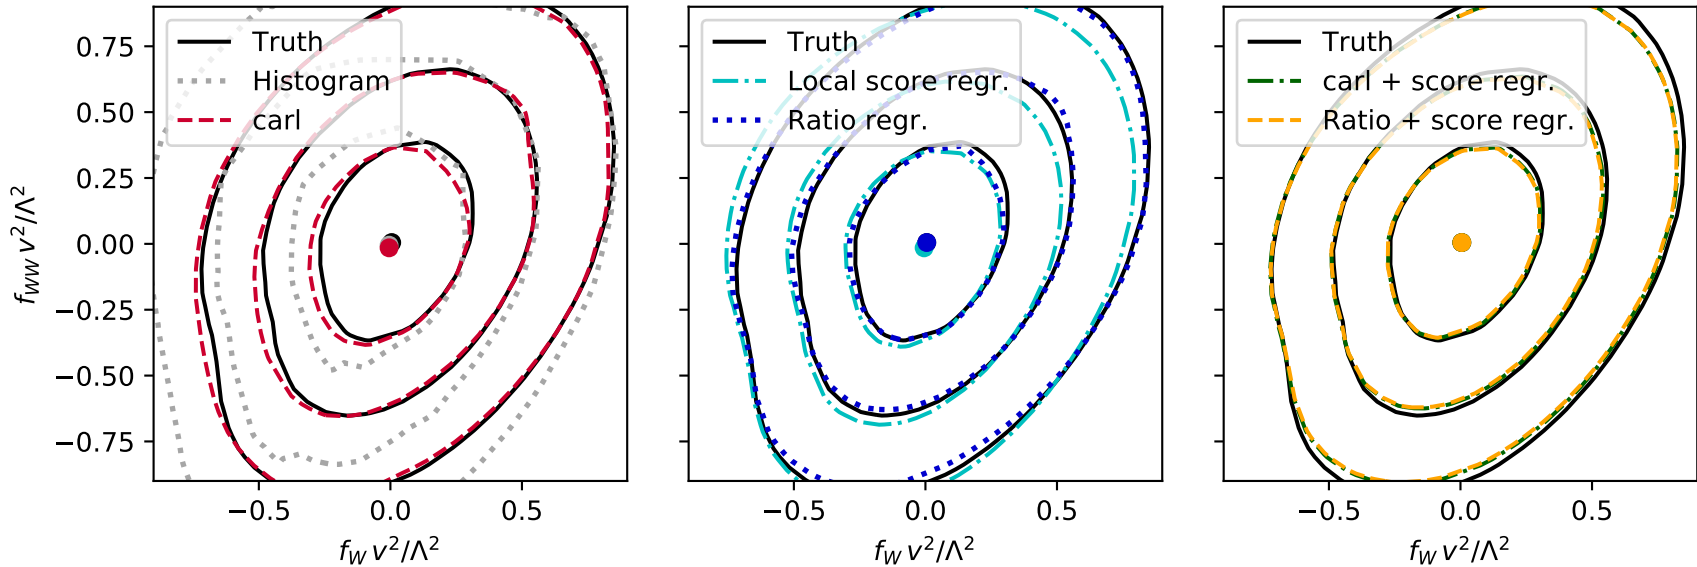 Truth
Histogram
carl
0.75
0.50
0.25
0.00
−0.25
−0.50
−0.75
f_{WW} v²/Λ²
−0.5 0.0 0.5
f_W v²/Λ²
Truth
Local score regr.
Ratio regr.
−0.5 0.0 0.5
f_W v²/Λ²
Truth
carl + score regr.
Ratio + score regr.
−0.5 0.0 0.5
f_W v²/Λ²